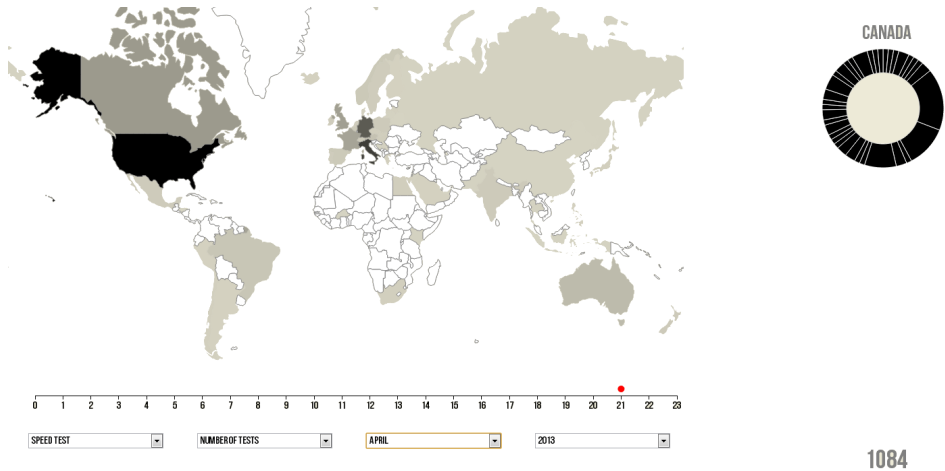 CANADA
0 1 2 3 4 5 6 7 8 9 10 11 12 13 14 15 16 17 18 19 20 21 22 23
SPEED TEST NUMBER OF TESTS APRIL 2013
1084